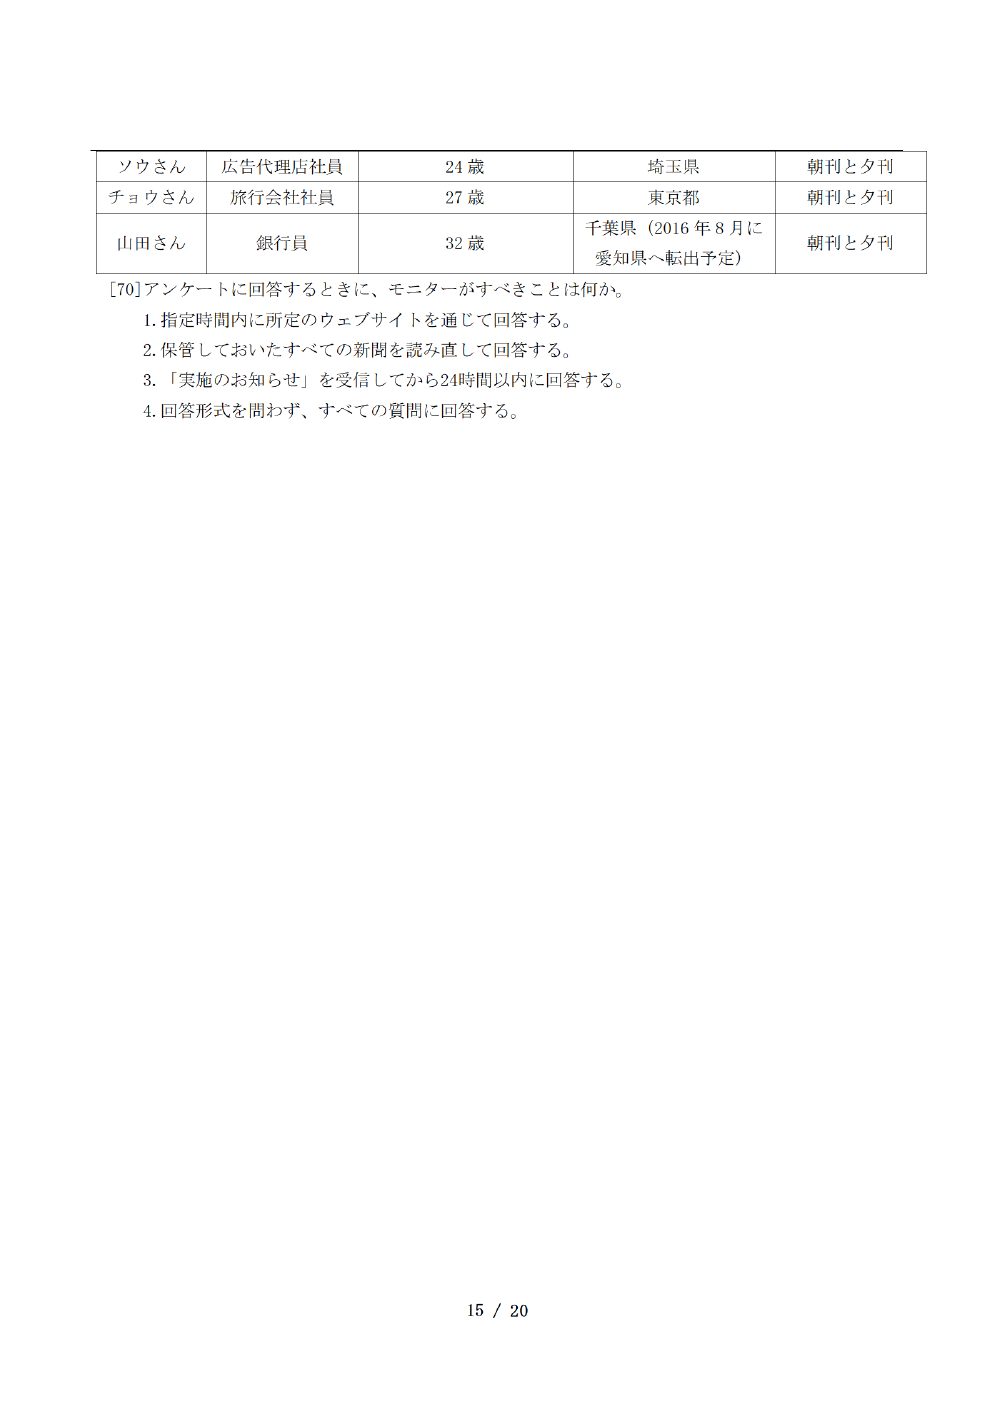 ソウさん 広告代理店社員 24歳 埼玉県 朝刊と夕刊
チョウさん 旅行会社社員 27歳 東京都 朝刊と夕刊
山田さん 銀行員 32歳 千葉県（2016年8月に愛知県へ転出予定） 朝刊と夕刊
[70]アンケートに回答するときに、モニターがすべきことは何か。
1.指定時間内に所定のウェブサイトを通じて回答する。
2.保管しておいたすべての新聞を読み直して回答する。
3.「実施のお知らせ」を受信してから24時間以内に回答する。
4.回答形式を問わず、すべての質問に回答する。
15 / 20